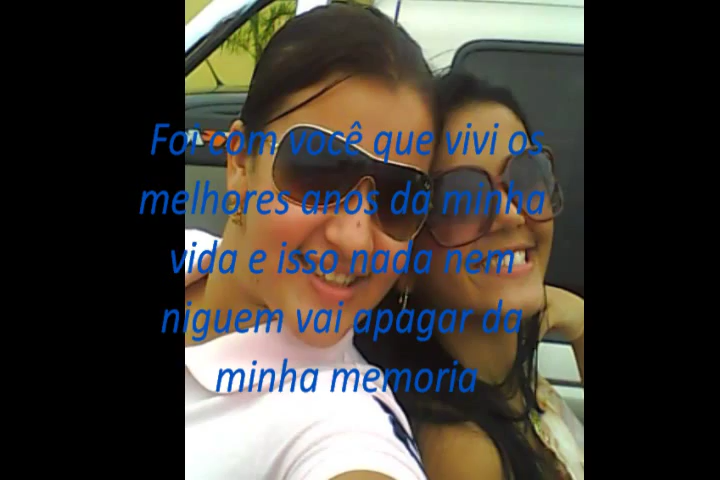 Foi com você que vivi os
melhores anos da minha
vida e isso nada nem
niguem vai apagar da
minha memoria